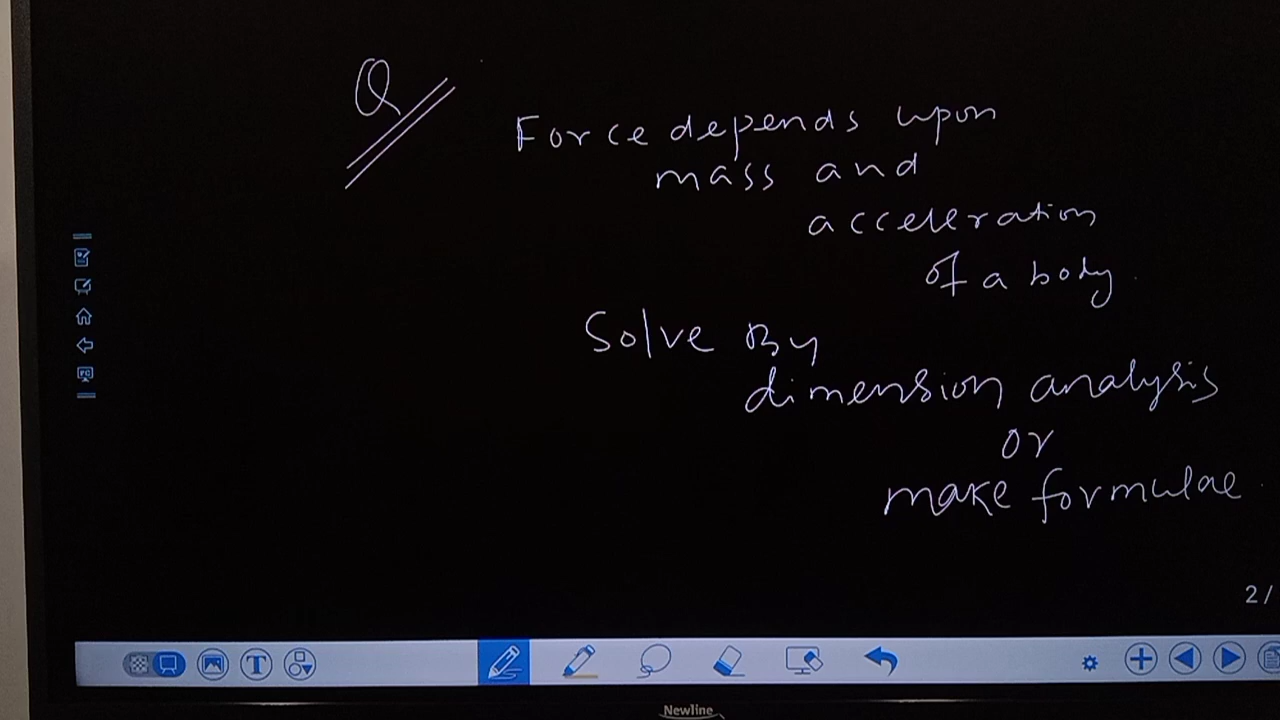 Q
Force depends upon
mass and
acceleration
of a body.
Solve By
dimension analysis
or
make formulae.
2/
T
Newline